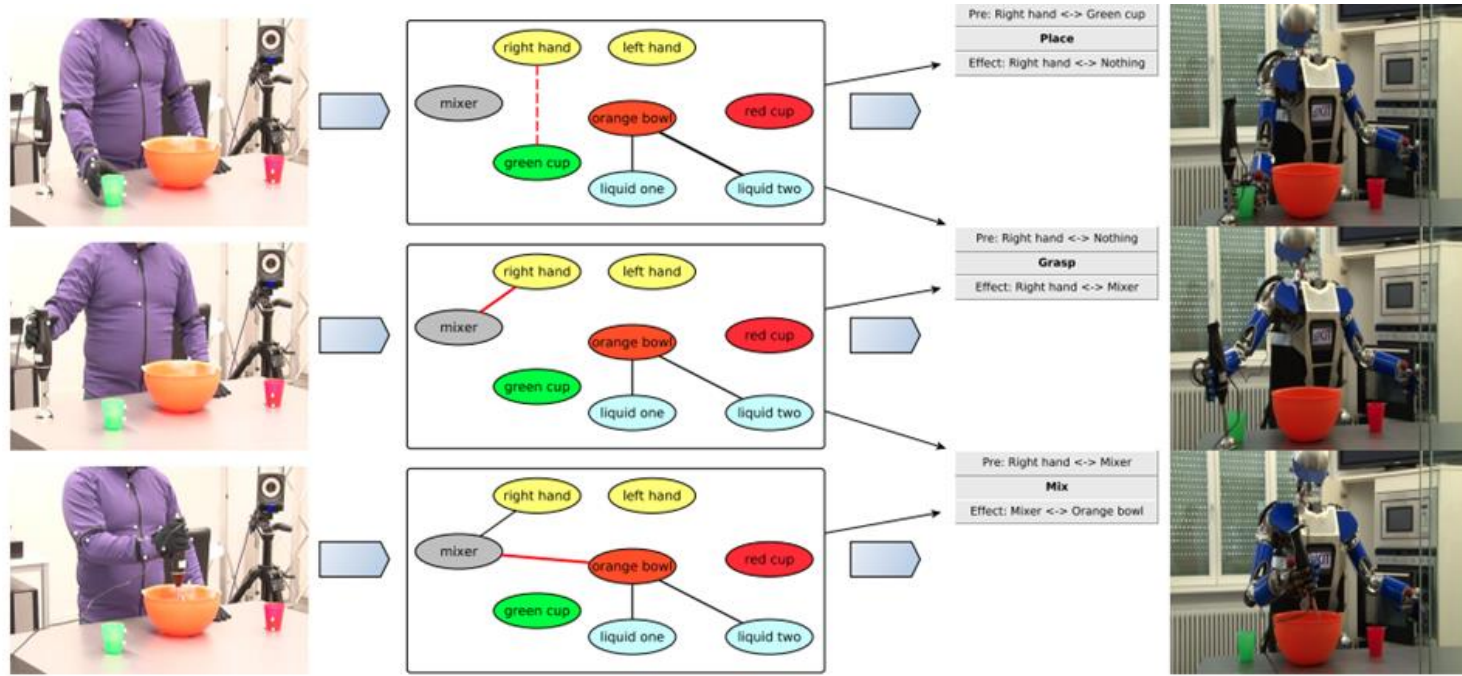 Pre: Right hand <-> Green cup
Place
Effect: Right hand <-> Nothing
right hand
left hand
mixer
orange bowl
red cup
green cup
liquid one
liquid two
Pre: Right hand <-> Nothing
Grasp
Effect: Right hand <-> Mixer
right hand
left hand
mixer
orange bowl
red cup
green cup
liquid one
liquid two
Pre: Right hand <-> Mixer
Mix
Effect: Mixer <-> Orange bowl
right hand
left hand
mixer
orange bowl
red cup
green cup
liquid one
liquid two